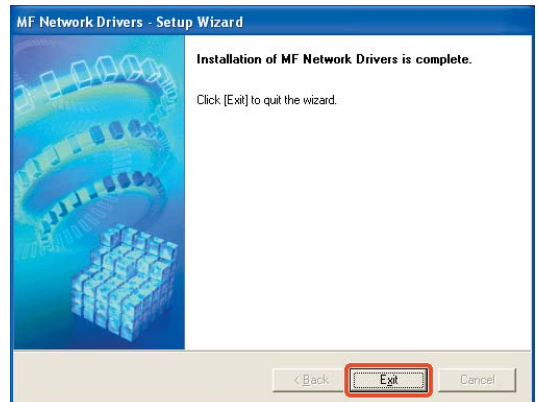 MF Network Drivers - Setup Wizard
Installation of MF Network Drivers is complete.
Click [Exit] to quit the wizard.
< Back
Exit
Cancel